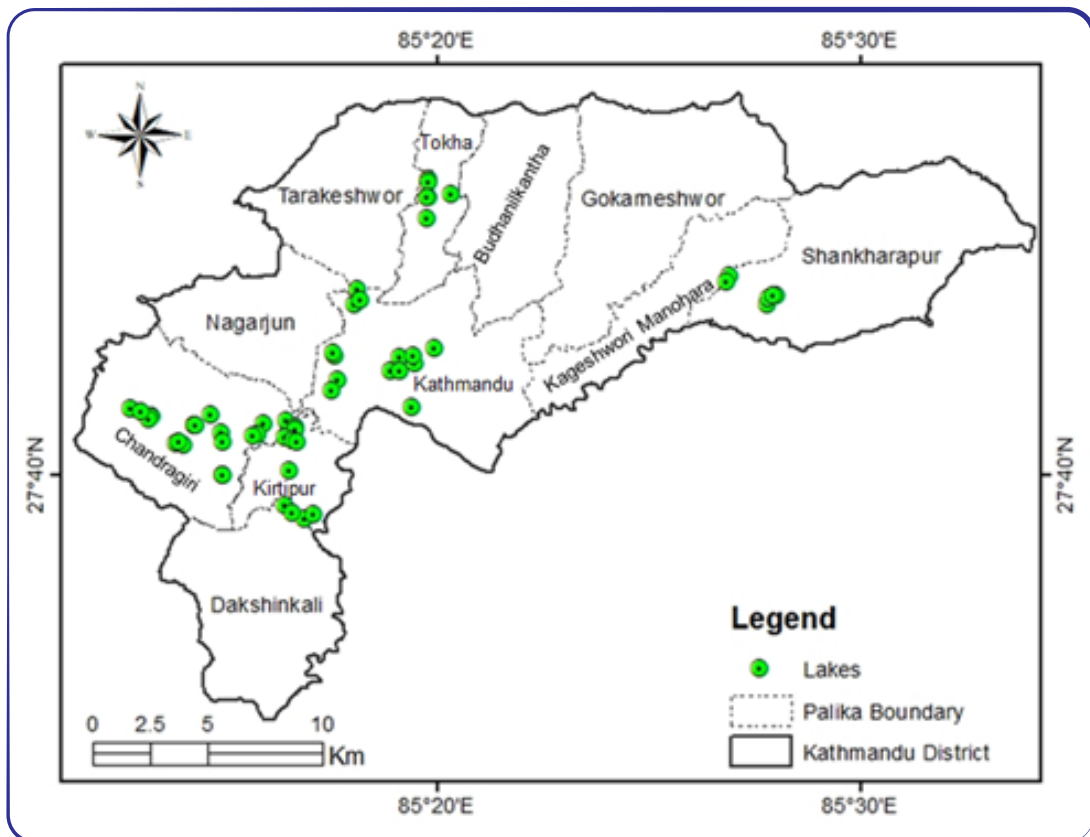 85°20'E 85°30'E
N
W E
S
Tokha
Tarakeshwor
Budhanilkantha
Gokameshwor
Shankharapur
Nagarjun
Kageshwori Manohara
Kathmandu
Chandragiri
Kirtipur
27°40'N 27°40'N
Dakshinkali
Legend
Lakes
Palika Boundary
Kathmandu District
0 2.5 5 10
Km
85°20'E 85°30'E